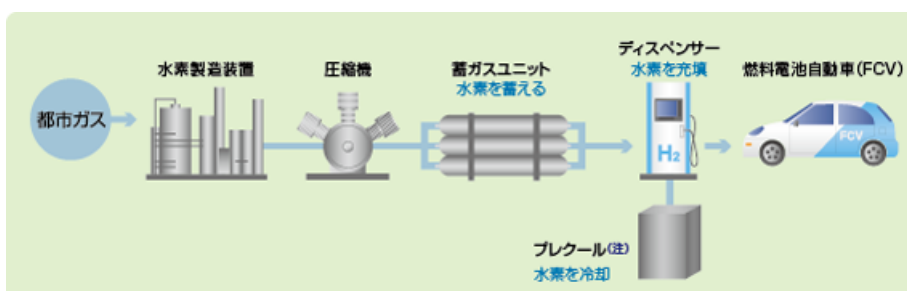 都市ガス
水素製造装置
圧縮機
蓄ガスユニット
水素を蓄える
ディスペンサー
水素を充填
H2
プレクール(注)
水素を冷却
燃料電池自動車(FCV)
FCV